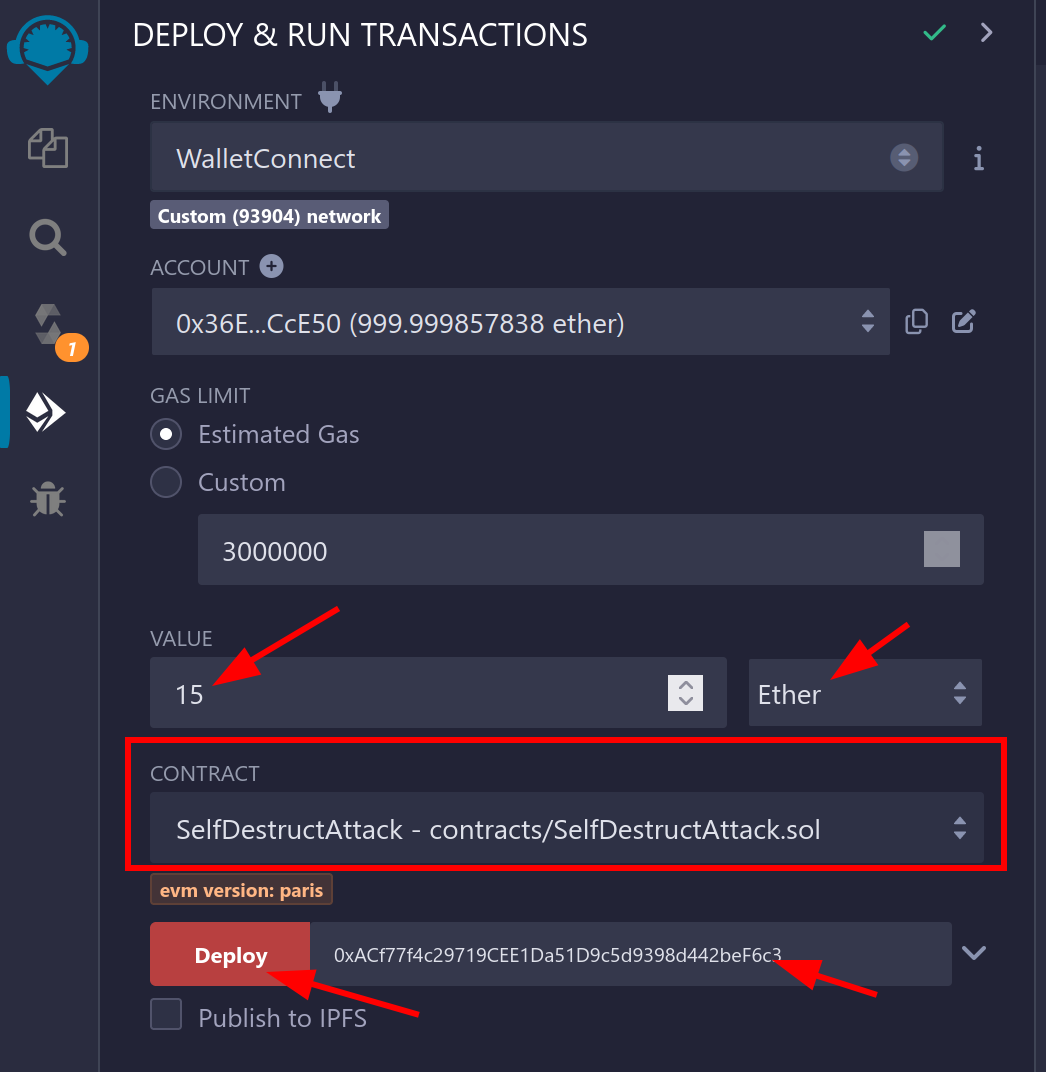 DEPLOY & RUN TRANSACTIONS
ENVIRONMENT
WalletConnect
i
Custom (93904) network
ACCOUNT
0x36E...CcE50 (999.999857838 ether)
1
GAS LIMIT
Estimated Gas
Custom
3000000
VALUE
15
Ether
CONTRACT
SelfDestructAttack - contracts/SelfDestructAttack.sol
evm version: paris
Deploy
0xACf77f4c29719CEE1Da51D9c5d9398d442beF6c3
Publish to IPFS